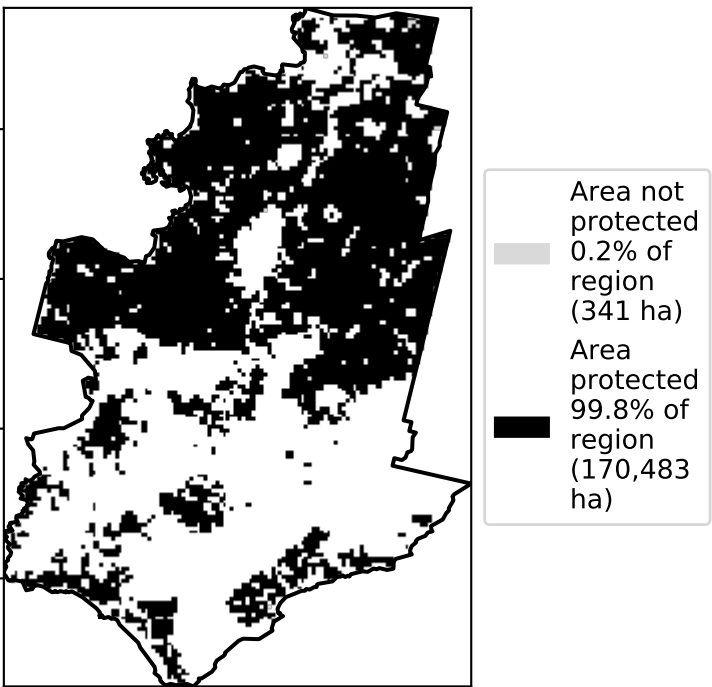 Area not
protected
0.2% of
region
(341 ha)
Area
protected
99.8% of
region
(170,483
ha)